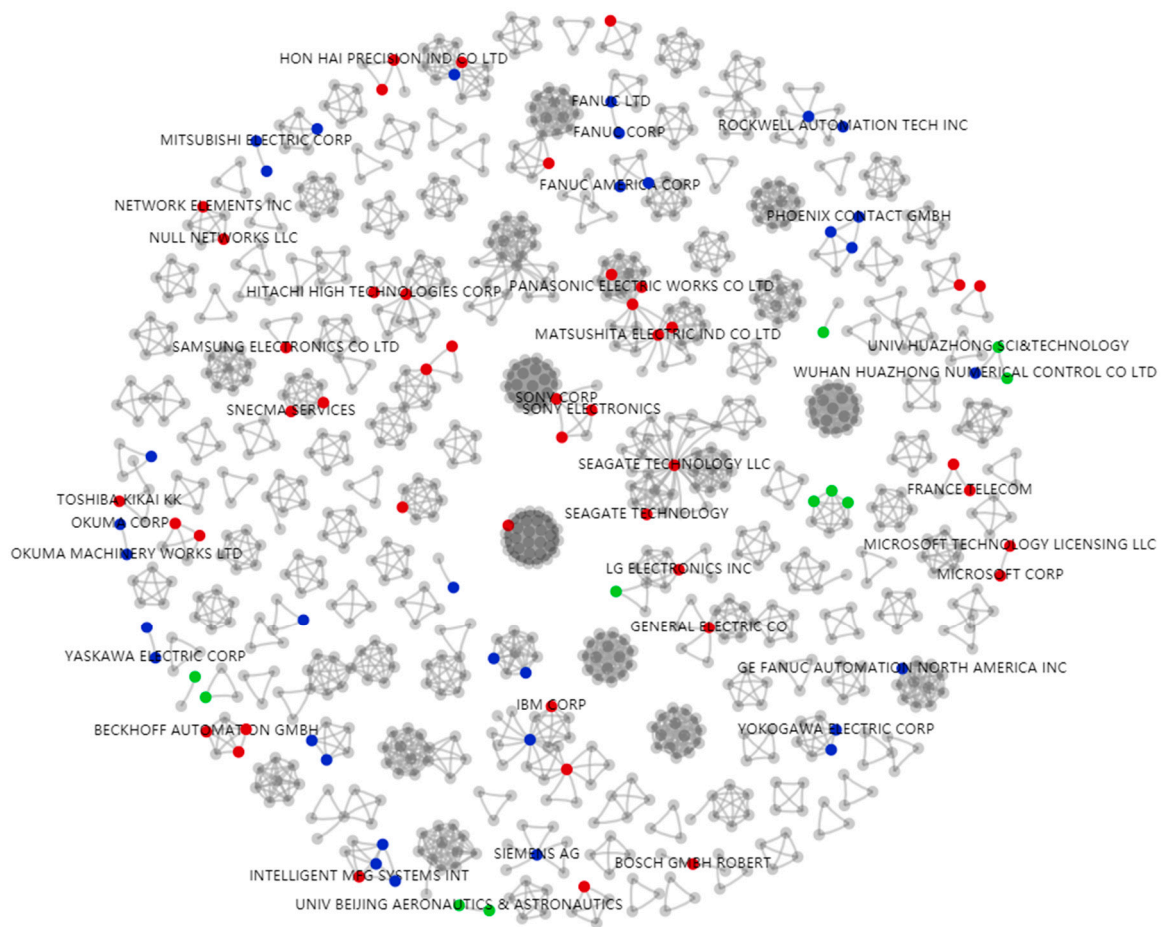 HON HAI PRECISION IND CO LTD
FANUC LTD
FANUC CORP
ROCKWELL AUTOMATION TECH INC
MITSUBISHI ELECTRIC CORP
FANUC AMERICA CORP
NETWORK ELEMENTS INC
PHOENIX CONTACT GMBH
NULL NETWORKS LLC
PANASONIC ELECTRIC WORKS CO LTD
HITACHI HIGH TECHNOLOGIES CORP
MATSUSHITA ELECTRIC IND CO LTD
SAMSUNG ELECTRONICS CO LTD
UNIV HUAZHONG SCI&TECHNOLOGY
WUHAN HUAZHONG NUMERICAL CONTROL CO LTD
SONY CORP
SNECMA SERVICES
SONY ELECTRONICS
SEAGATE TECHNOLOGY LLC
FRANCE TELECOM
TOSHIBA KIKAI KK
SEAGATE TECHNOLOGY
OKUMA CORP
MICROSOFT TECHNOLOGY LICENSING LLC
OKUMA MACHINERY WORKS LTD
LG ELECTRONICS INC
MICROSOFT CORP
GENERAL ELECTRIC CO
YASKAWA ELECTRIC CORP
GE FANUC AUTOMATION NORTH AMERICA INC
IBM CORP
BECKHOFF AUTOMATION GMBH
YOKOGAWA ELECTRIC CORP
SIEMENS AG
BOSCH GMBH ROBERT
INTELLIGENT MFG SYSTEMS INT
UNIV BEIJING AERONAUTICS & ASTRONAUTICS